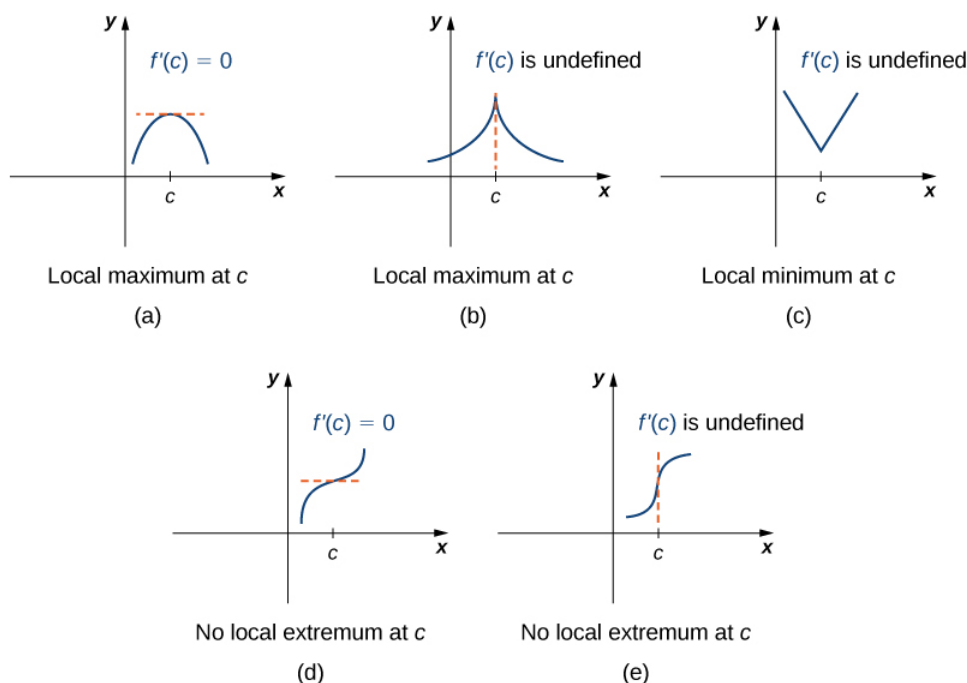 y
f'(c) = 0
c
x
Local maximum at c
(a)
y
f'(c) is undefined
c
x
Local maximum at c
(b)
y
f'(c) is undefined
c
x
Local minimum at c
(c)
y
f'(c) = 0
c
x
No local extremum at c
(d)
y
f'(c) is undefined
c
x
No local extremum at c
(e)